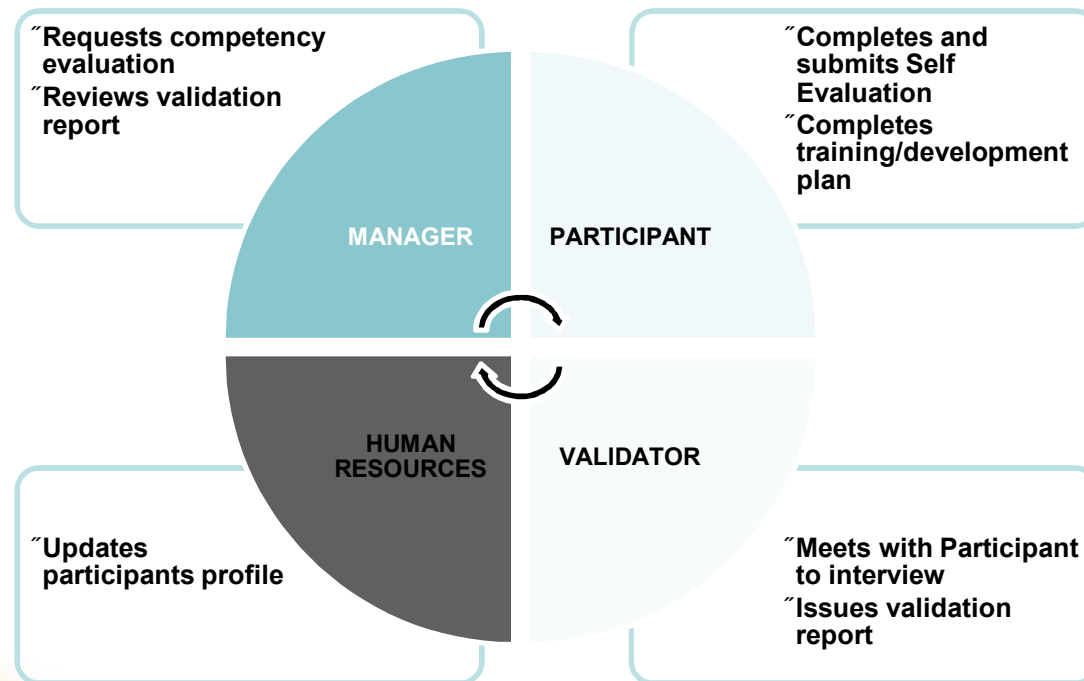 ˝Requests competency
evaluation
˝Reviews validation
report
˝Completes and
submits Self
Evaluation
˝Completes
training/development
plan
MANAGER
PARTICIPANT
HUMAN
RESOURCES
VALIDATOR
˝Updates
participants profile
˝Meets with Participant
to interview
˝Issues validation
report